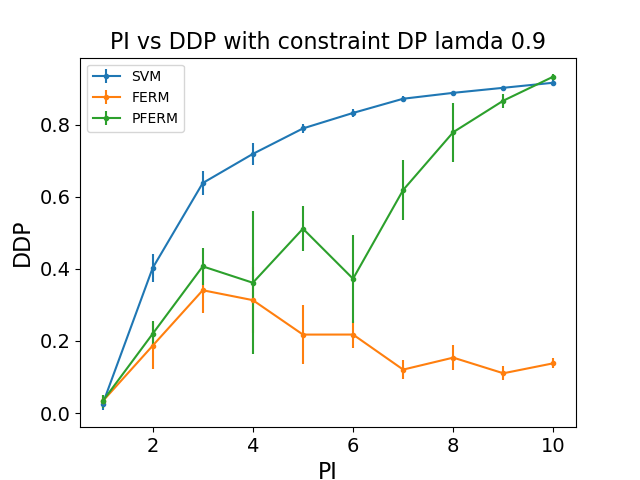 PI vs DDP with constraint DP lamda 0.9
SVM
FERM
PFERM
DDP
0.8
0.6
0.4
0.2
0.0
2 4 6 8 10
PI